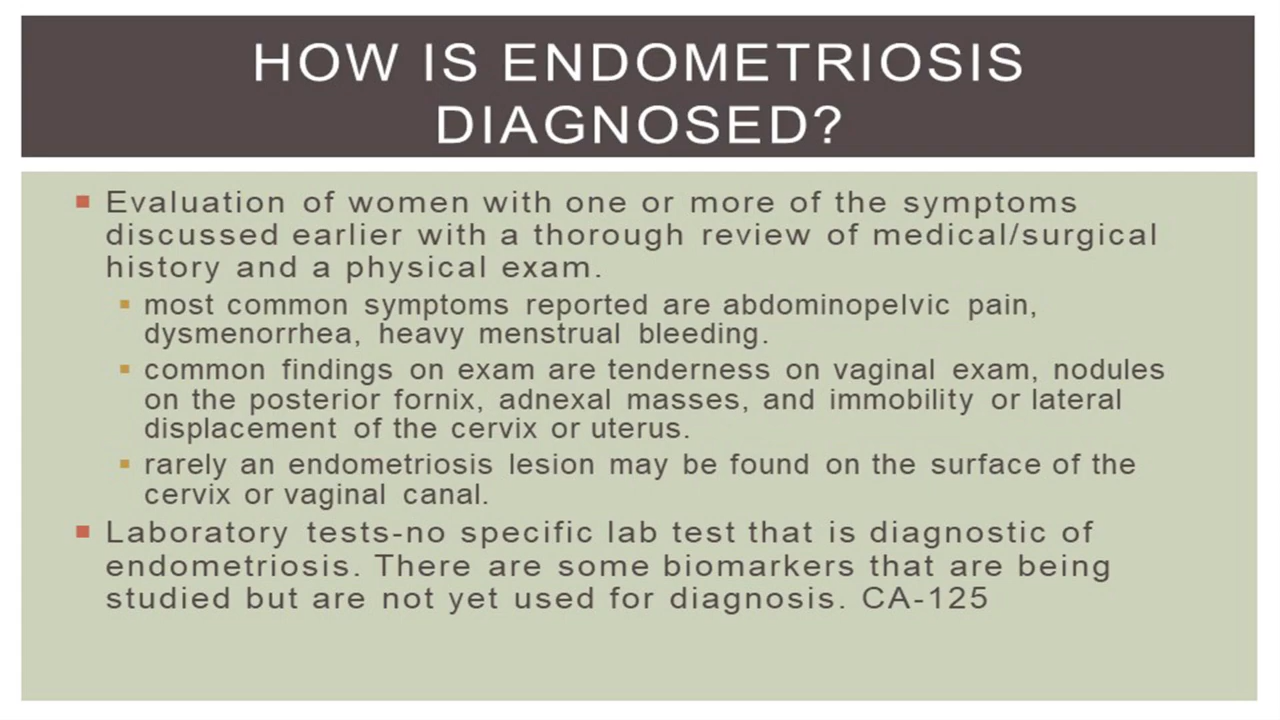 HOW IS ENDOMETRIOSIS
DIAGNOSED?
Evaluation of women with one or more of the symptoms
discussed earlier with a thorough review of medical/surgical
history and a physical exam.
most common symptoms reported are abdominopelvic pain,
dysmenorrhea, heavy menstrual bleeding.
common findings on exam are tenderness on vaginal exam, nodules
on the posterior fornix, adnexal masses, and immobility or lateral
displacement of the cervix or uterus.
rarely an endometriosis lesion may be found on the surface of the
cervix or vaginal canal.
Laboratory tests-no specific lab test that is diagnostic of
endometriosis. There are some biomarkers that are being
studied but are not yet used for diagnosis. CA-125